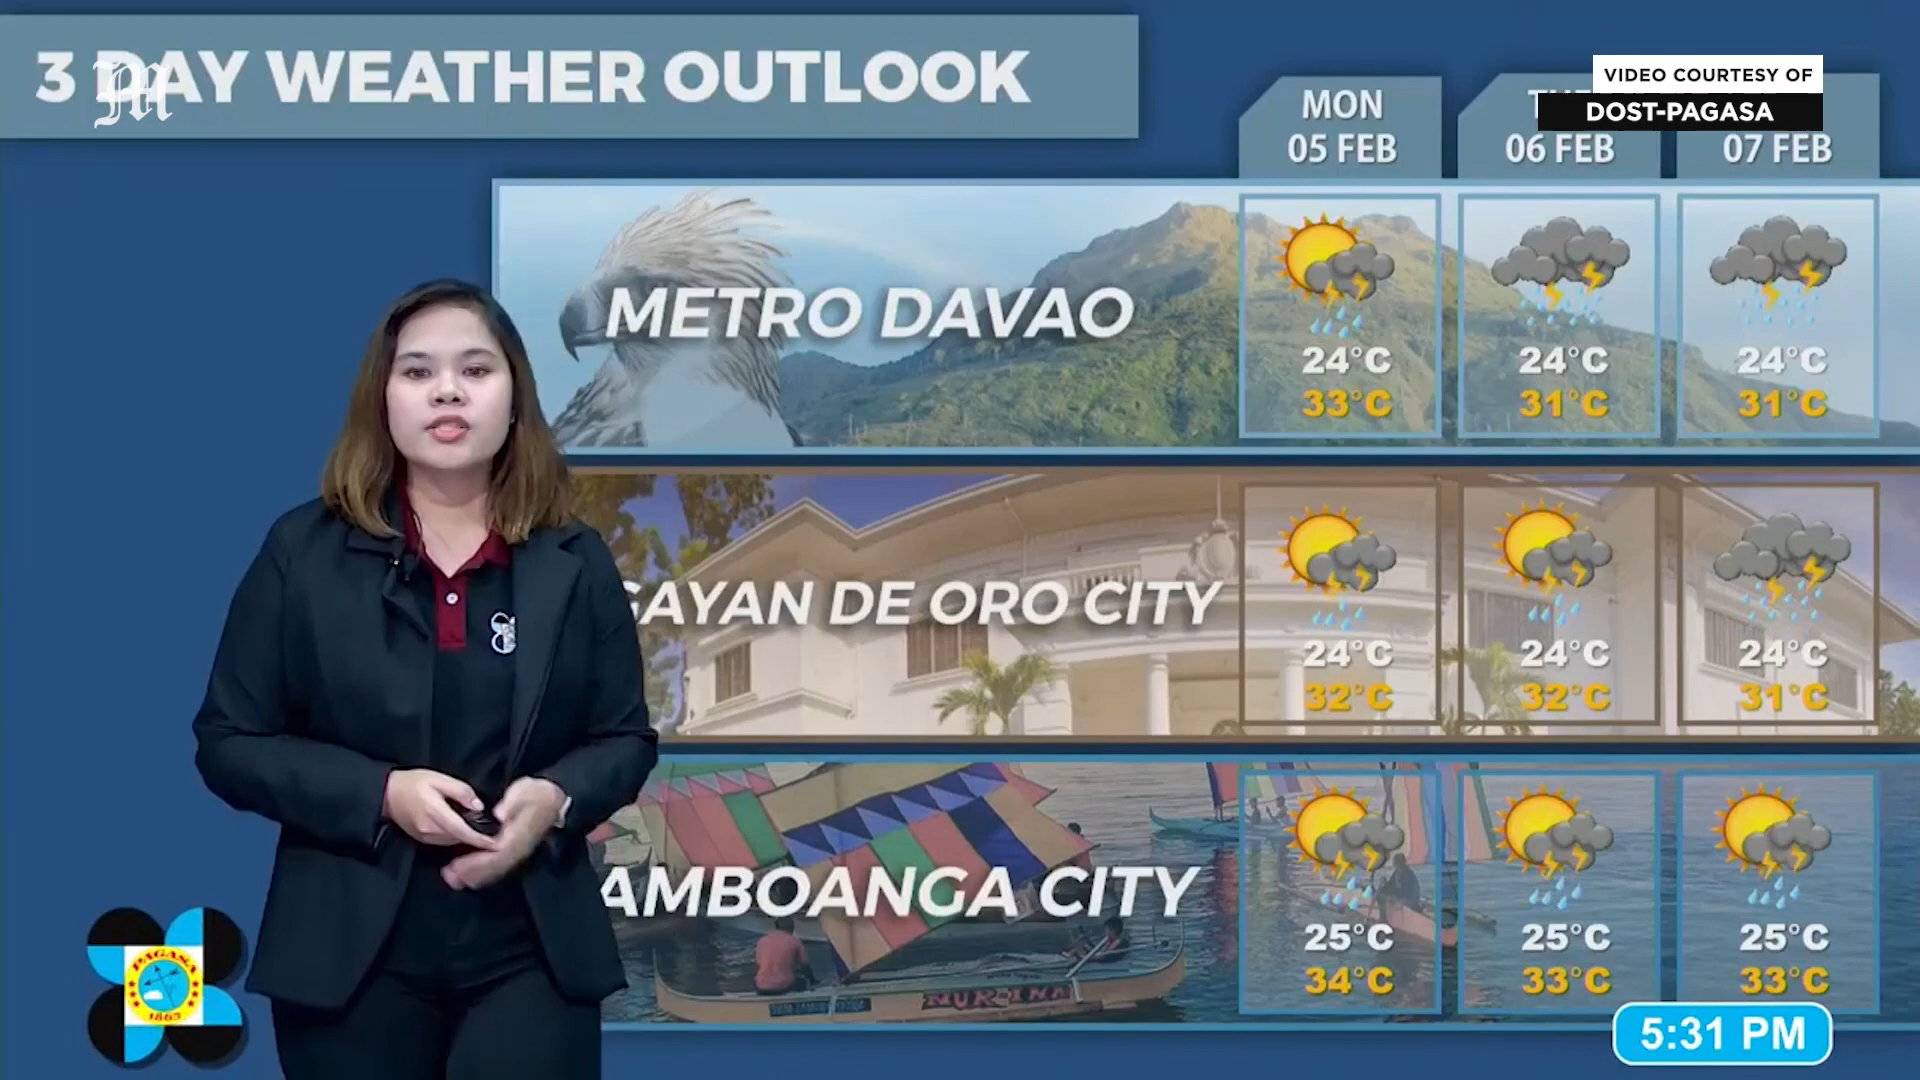 3 DAY WEATHER OUTLOOK
M
VIDEO COURTESY OF
DOST-PAGASA
MON
05 FEB
06 FEB
07 FEB
METRO DAVAO
24°C
33°C
24°C
31°C
24°C
31°C
GAYAN DE ORO CITY
24°C
32°C
24°C
32°C
24°C
31°C
AMBOANGA CITY
25°C
34°C
25°C
33°C
25°C
33°C
PAGASA
1865
5:31 PM